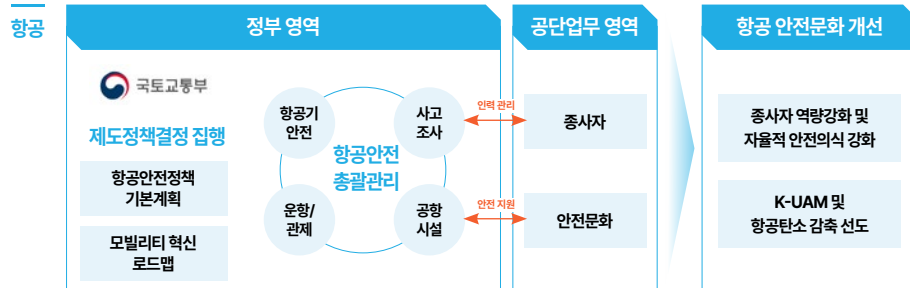 항공
정부 영역
국토교통부
제도정책결정 집행
항공안전정책
기본계획
모빌리티 혁신
로드맵
항공기
안전
사고
조사
항공안전
총괄관리
운항/
관제
공항
시설
인력 관리
안전 지원
공단업무 영역
종사자
안전문화
항공 안전문화 개선
종사자 역량강화 및
자율적 안전의식 강화
K-UAM 및
항공탄소 감축 선도